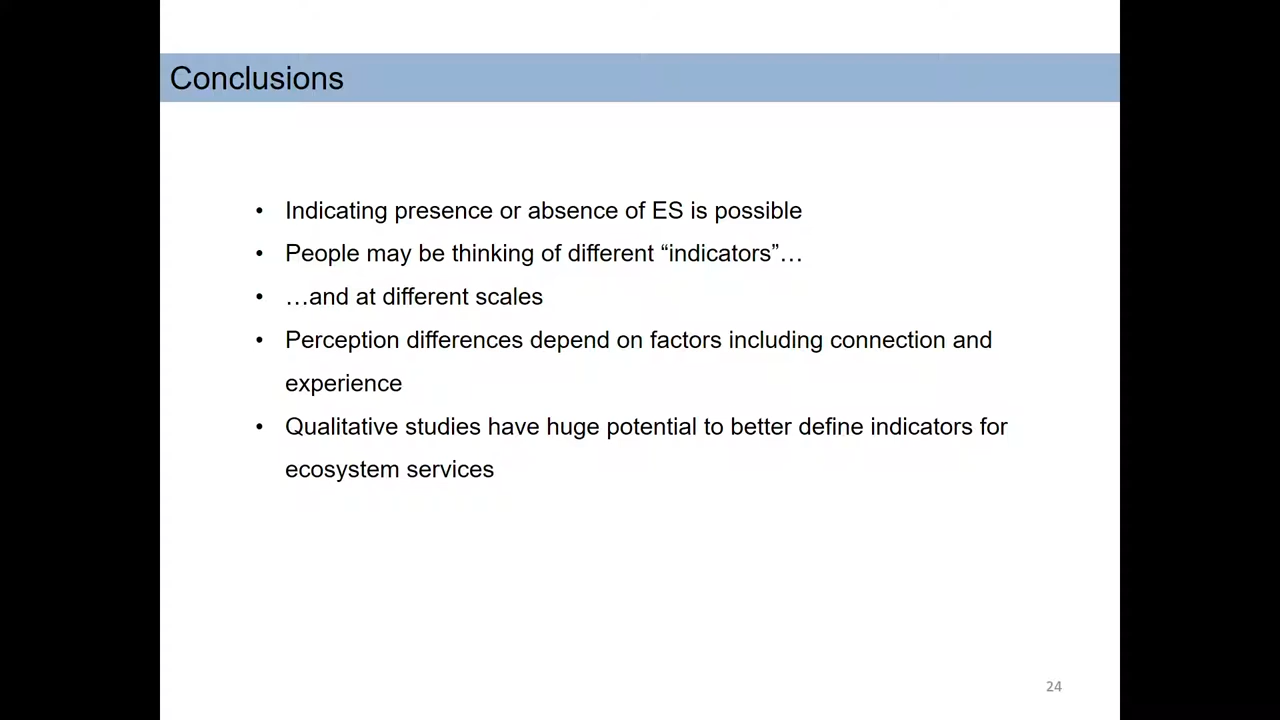 Conclusions
• Indicating presence or absence of ES is possible
• People may be thinking of different “indicators”…
• …and at different scales
• Perception differences depend on factors including connection and
experience
• Qualitative studies have huge potential to better define indicators for
ecosystem services
24